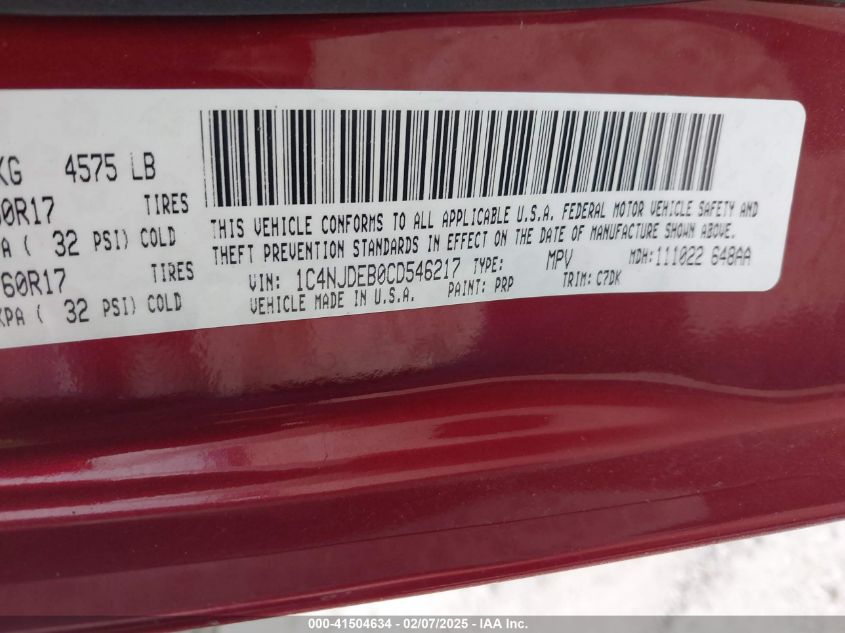 KG 4575 LB
60R17 TIRES
PA ( 32 PSI) COLD
60R17 TIRES
KPA ( 32 PSI) COLD
THIS VEHICLE CONFORMS TO ALL APPLICABLE U.S.A. FEDERAL MOTOR VEHICLE SAFETY AND
THEFT PREVENTION STANDARDS IN EFFECT ON THE DATE OF MANUFACTURE SHOWN ABOVE.
VIN: 1C4NJDEB0CD546217 TYPE: MPV MDH: 111022 648AA
VEHICLE MADE IN U.S.A. PAINT: PRP TRIM: C7DK
000-41504634 - 02/07/2025 - IAA Inc.